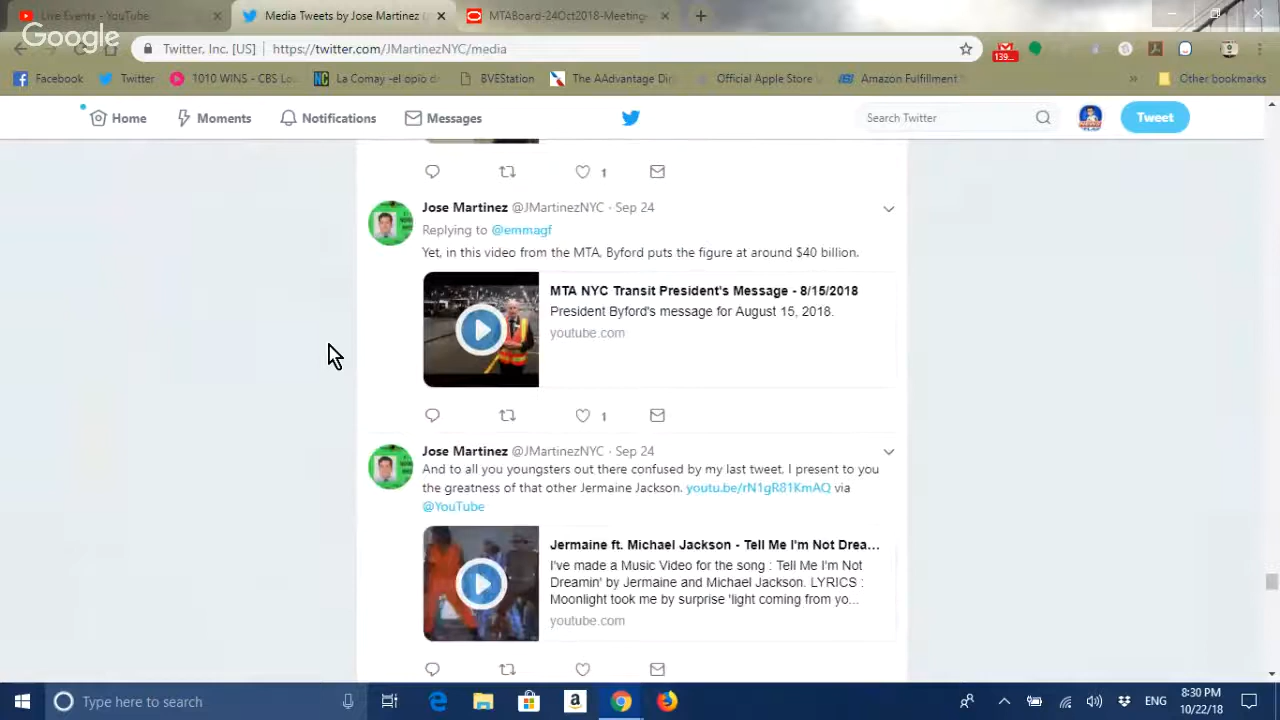 Live Events - YouTube
Media Tweets by Jose Martinez (
MTABoard-24Oct2018-Meeting-
Google
Twitter, Inc. [US]
https://twitter.com/JMartinezNYC/media
139...
Facebook
Twitter
1010 WINS - CBS Lo
La Comay -el opio d
BVEStation
The AAdvantage Di
Official Apple Store
Amazon Fulfillment
Other bookmarks
Home
Moments
Notifications
Messages
Search Twitter
Tweet
1
Jose Martinez @JMartinezNYC · Sep 24
Replying to @emmagf
Yet, in this video from the MTA, Byford puts the figure at around $40 billion.
MTA NYC Transit President's Message - 8/15/2018
President Byford's message for August 15, 2018.
youtube.com
1
Jose Martinez @JMartinezNYC · Sep 24
And to all you youngsters out there confused by my last tweet, I present to you
the greatness of that other Jermaine Jackson. youtu.be/rN1gR81KmAQ via
@YouTube
Jermaine ft. Michael Jackson - Tell Me I'm Not Drea...
I've made a Music Video for the song : Tell Me I'm Not
Dreamin' by Jermaine and Michael Jackson. LYRICS :
Moonlight took me by surprise 'light coming from yo...
youtube.com
Type here to search
ENG
8:30 PM
10/22/18